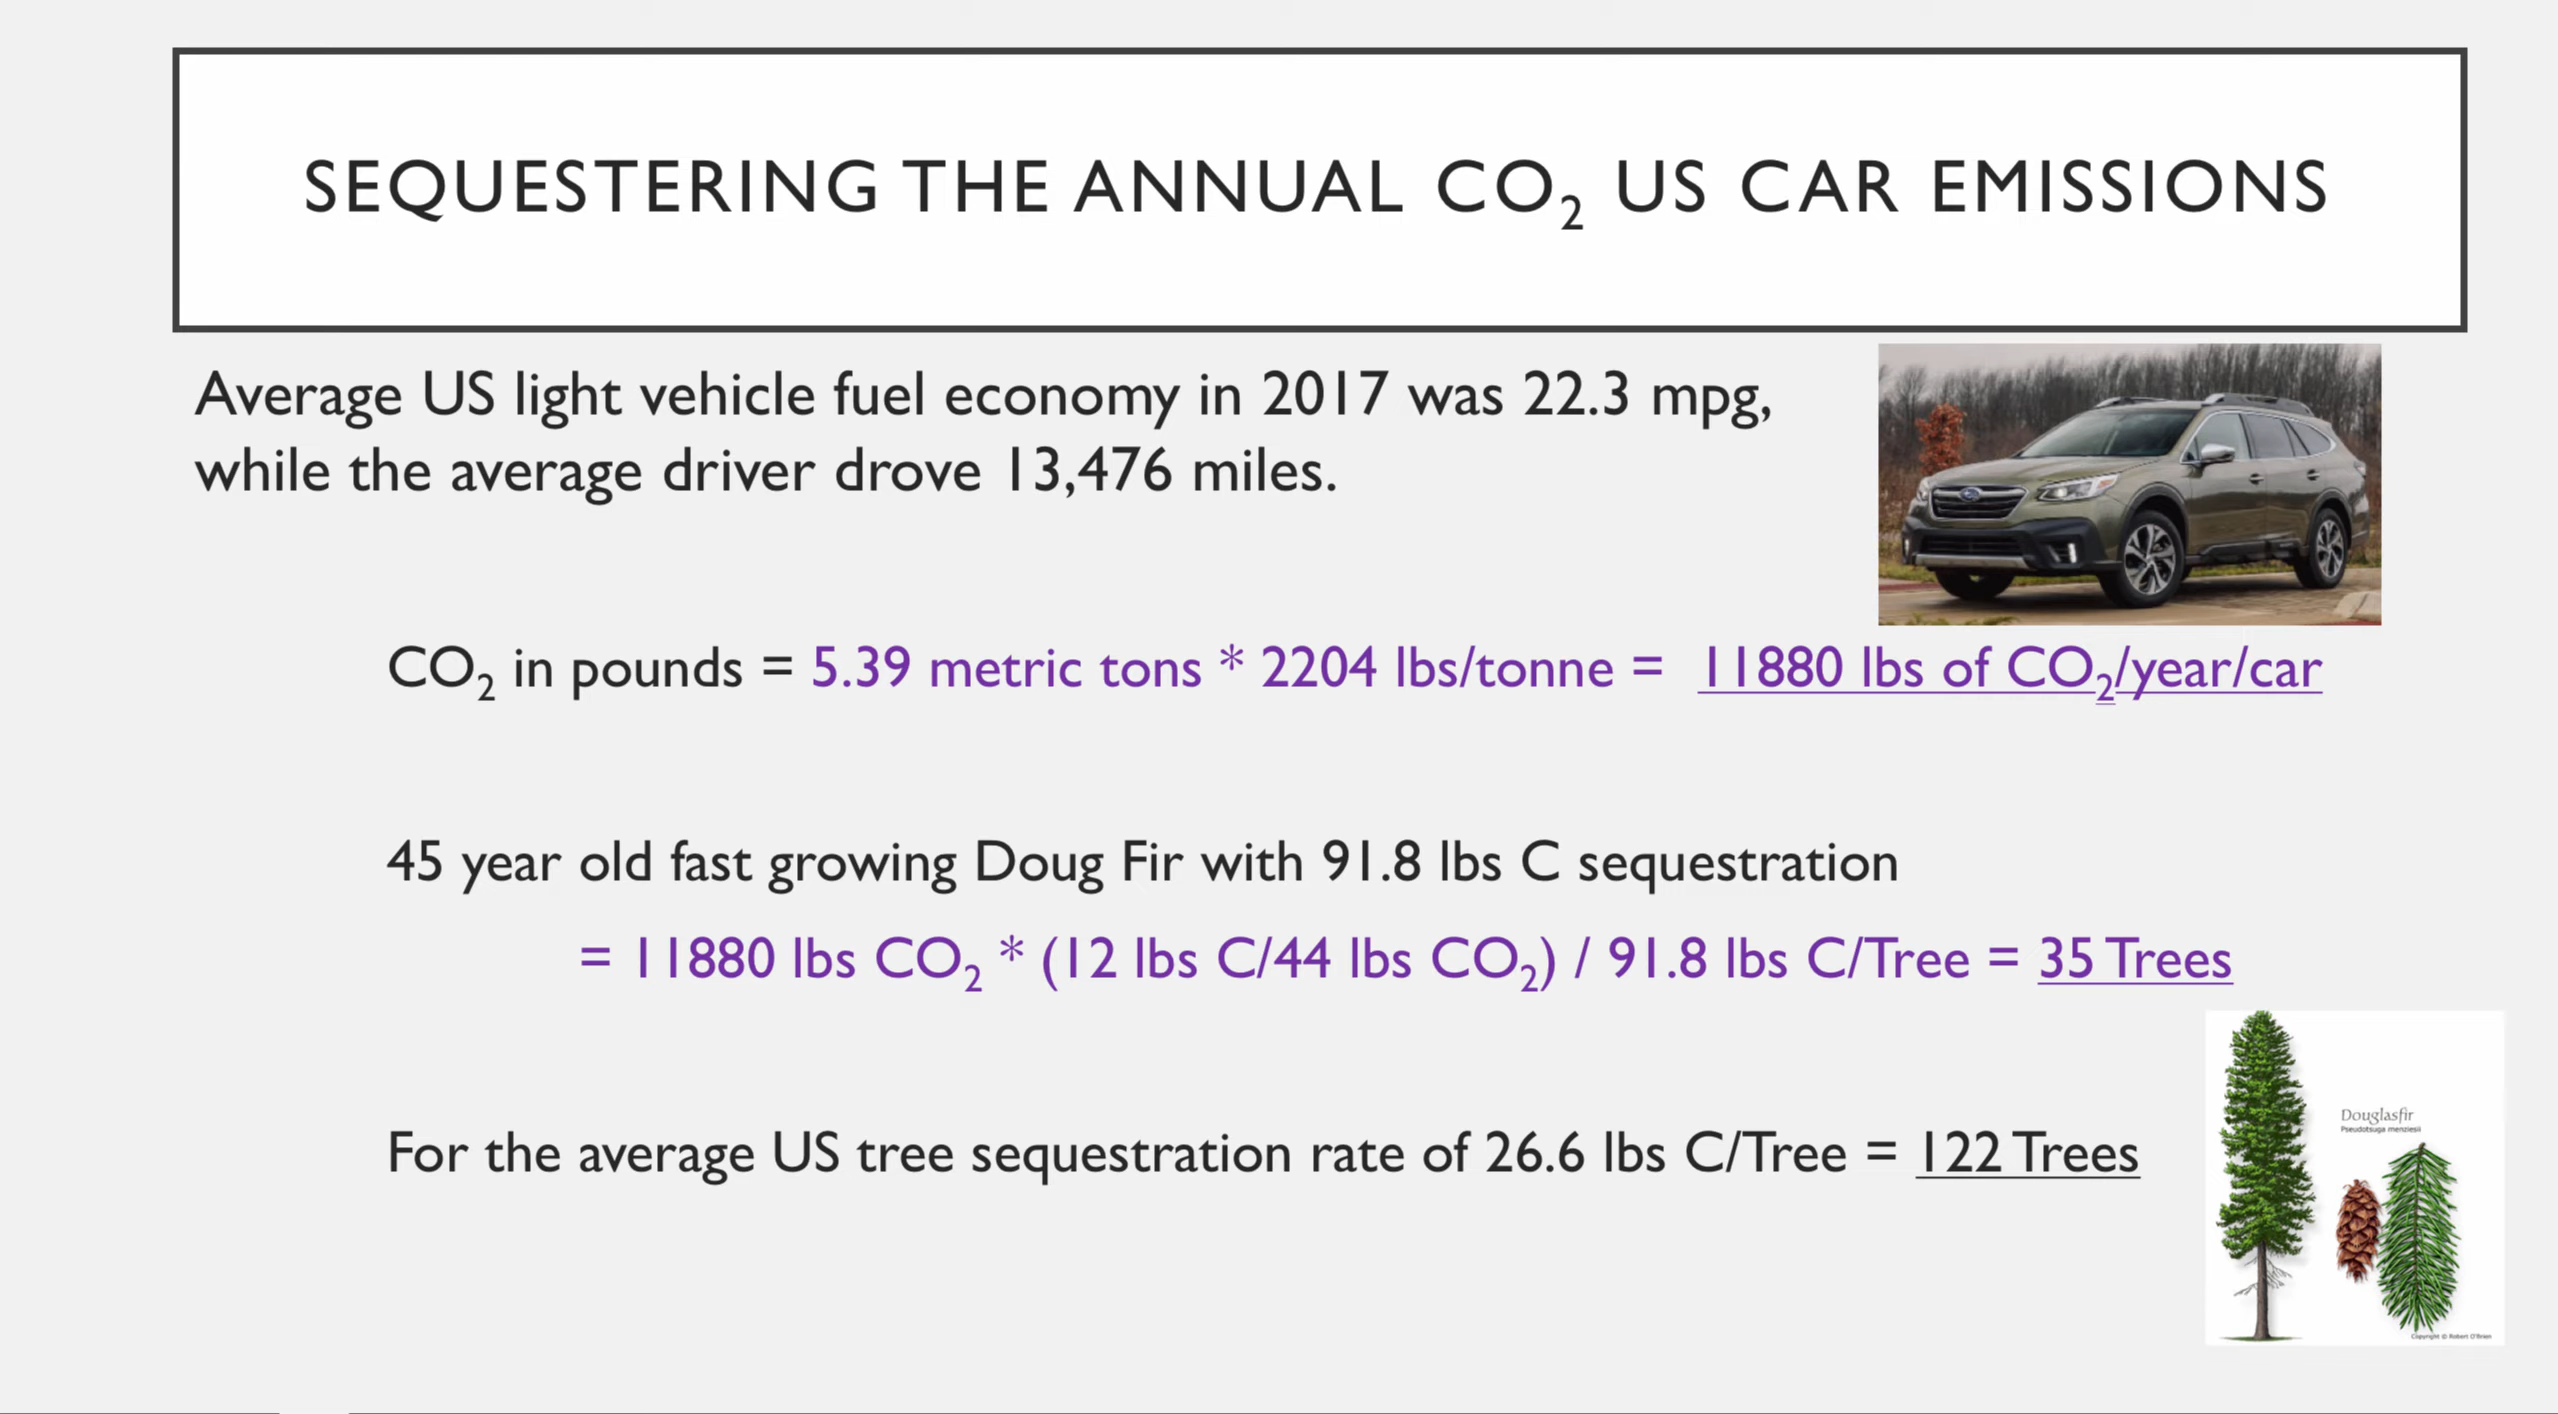 SEQUESTERING THE ANNUAL CO₂ US CAR EMISSIONS
Average US light vehicle fuel economy in 2017 was 22.3 mpg,
while the average driver drove 13,476 miles.
CO₂ in pounds = 5.39 metric tons * 2204 lbs/tonne = 11880 lbs of CO₂/year/car
45 year old fast growing Doug Fir with 91.8 lbs C sequestration
= 11880 lbs CO₂ * (12 lbs C/44 lbs CO₂) / 91.8 lbs C/Tree = 35 Trees
For the average US tree sequestration rate of 26.6 lbs C/Tree = 122 Trees
Douglasfir
Pseudotsuga menziesii
Copyright © Robert O'Brien